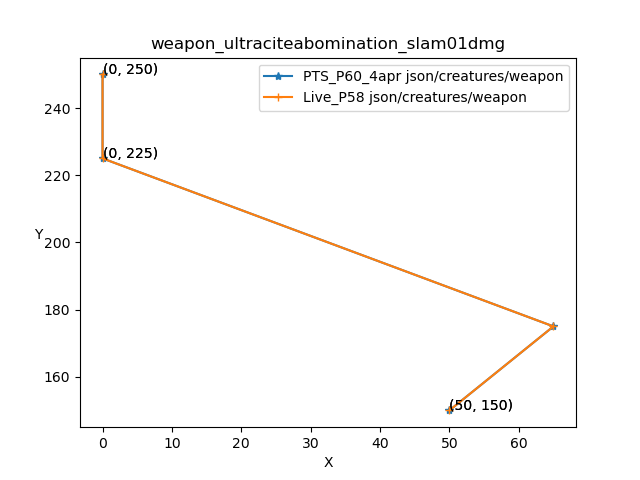 weapon_ultraciteabomination_slam01dmg
PTS_P60_4apr json/creatures/weapon
Live_P58 json/creatures/weapon
(0, 250)
240
(0, 225)
220
Y
200
180
160
(50, 150)
0 10 20 30 40 50 60
X